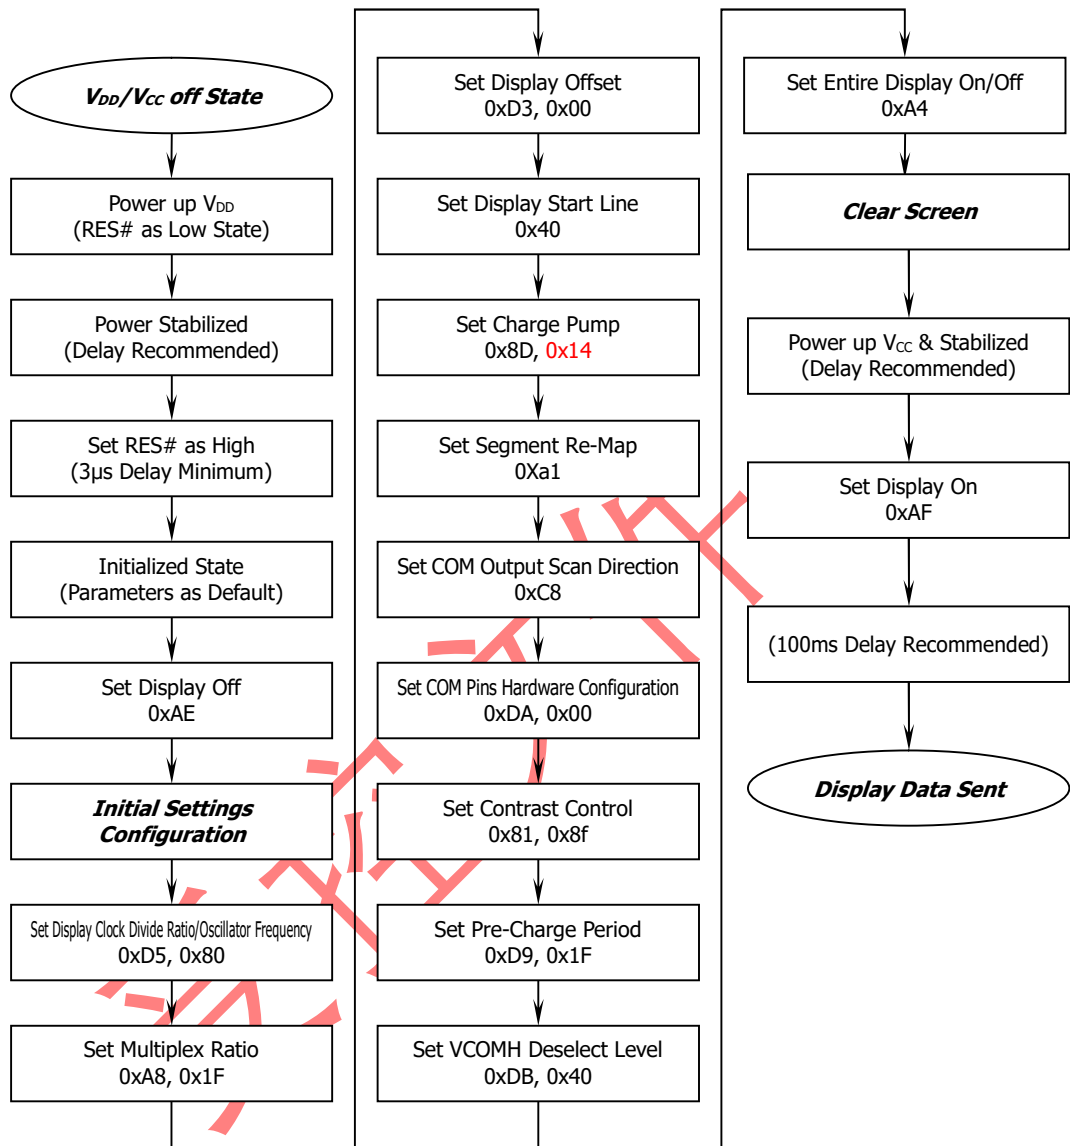 V_DD/V_CC off State
Power up V_DD
(RES# as Low State)
Power Stabilized
(Delay Recommended)
Set RES# as High
(3μs Delay Minimum)
Initialized State
(Parameters as Default)
Set Display Off
0xAE
Initial Settings
Configuration
Set Display Clock Divide Ratio/Oscillator Frequency
0xD5, 0x80
Set Multiplex Ratio
0xA8, 0x1F
Set Display Offset
0xD3, 0x00
Set Display Start Line
0x40
Set Charge Pump
0x8D, 0x14
Set Segment Re-Map
0Xa1
Set COM Output Scan Direction
0xC8
Set COM Pins Hardware Configuration
0xDA, 0x00
Set Contrast Control
0x81, 0x8f
Set Pre-Charge Period
0xD9, 0x1F
Set VCOMH Deselect Level
0xDB, 0x40
Set Entire Display On/Off
0xA4
Clear Screen
Power up V_CC & Stabilized
(Delay Recommended)
Set Display On
0xAF
(100ms Delay Recommended)
Display Data Sent